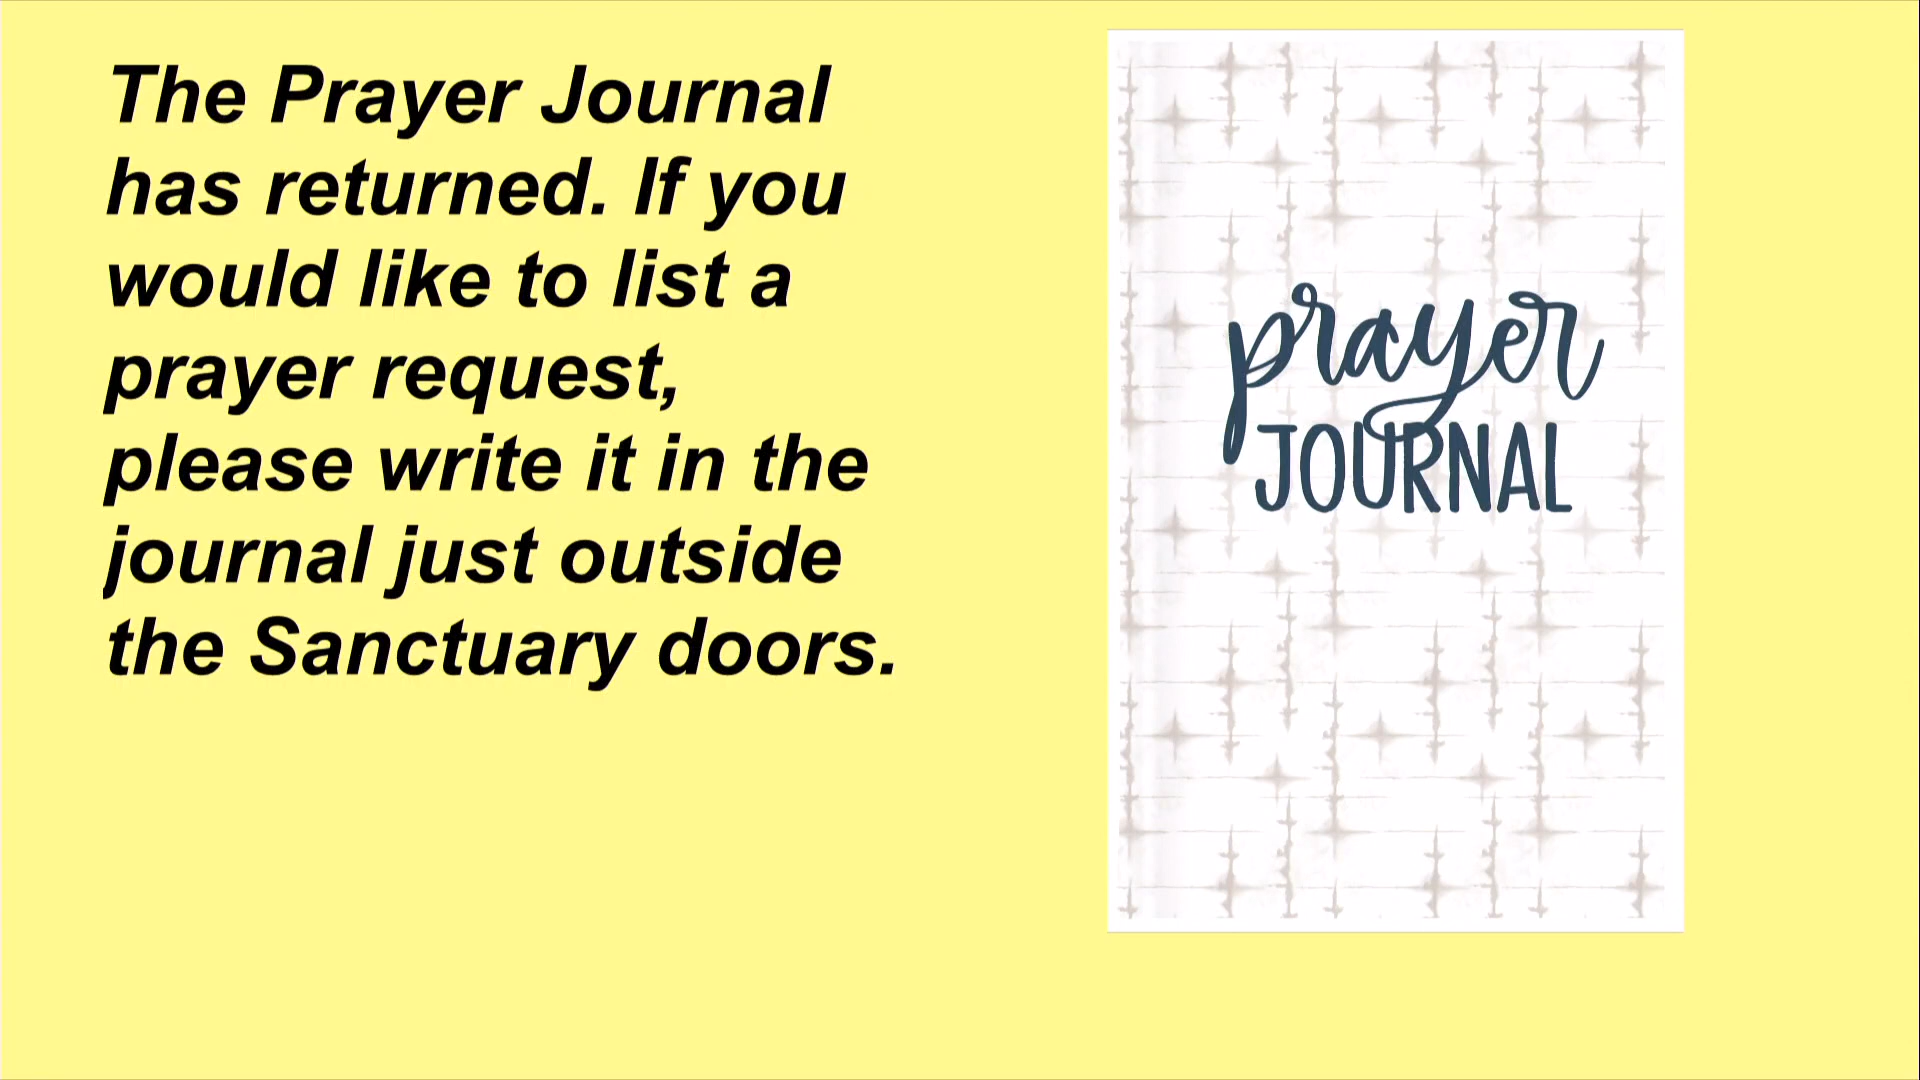 The Prayer Journal
has returned. If you
would like to list a
prayer request,
please write it in the
journal just outside
the Sanctuary doors.
prayer
JOURNAL